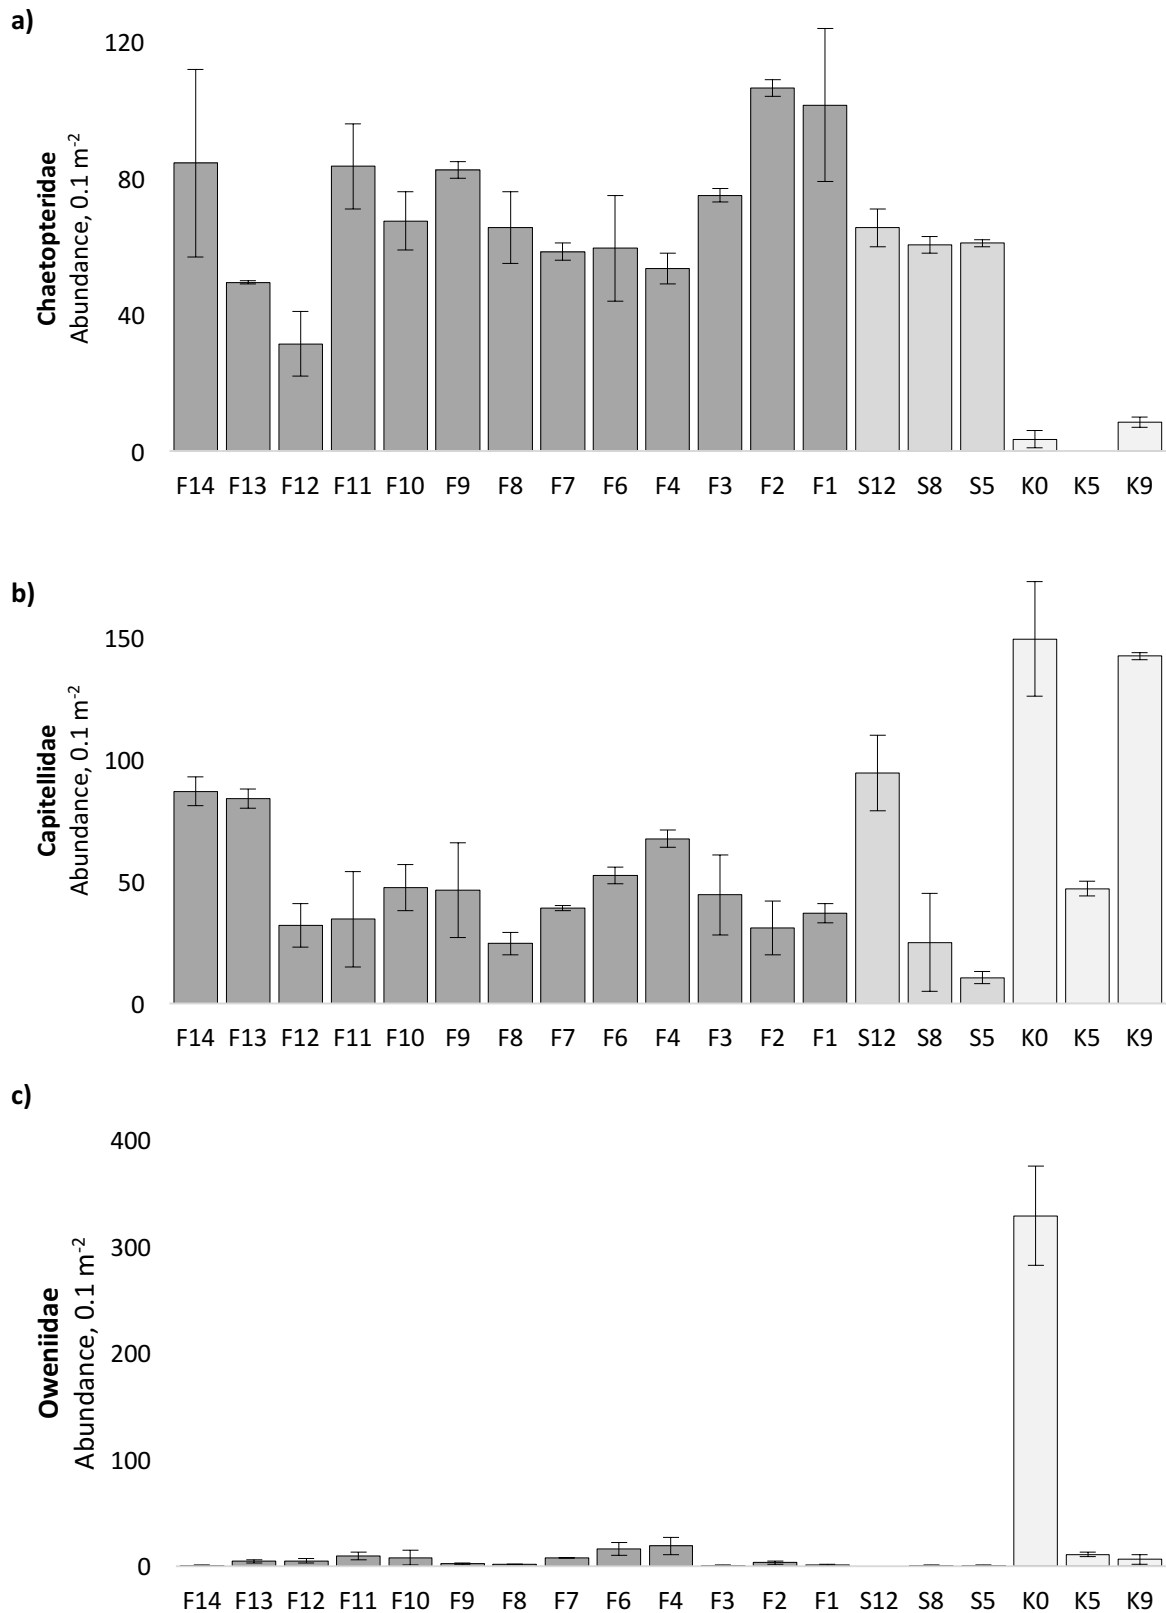 a)
Chaetopteridae
Abundance, 0.1 m-2
120
80
40
0
F14 F13 F12 F11 F10 F9 F8 F7 F6 F4 F3 F2 F1 S12 S8 S5 K0 K5 K9
b)
Capitellidae
Abundance, 0.1 m-2
150
100
50
0
F14 F13 F12 F11 F10 F9 F8 F7 F6 F4 F3 F2 F1 S12 S8 S5 K0 K5 K9
c)
Oweniidae
Abundance, 0.1 m-2
400
300
200
100
0
F14 F13 F12 F11 F10 F9 F8 F7 F6 F4 F3 F2 F1 S12 S8 S5 K0 K5 K9